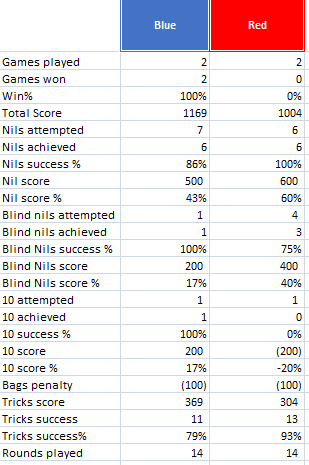 Blue Red
Games played 2 2
Games won 2 0
Win% 100% 0%
Total Score 1169 1004
Nils attempted 7 6
Nils achieved 6 6
Nils success % 86% 100%
Nil score 500 600
Nil score % 43% 60%
Blind nils attempted 1 4
Blind nils achieved 1 3
Blind Nils success % 100% 75%
Blind Nils score 200 400
Blind Nils score % 17% 40%
10 attempted 1 1
10 achieved 1 0
10 success % 100% 0%
10 score 200 (200)
10 score % 17% -20%
Bags penalty (100) (100)
Tricks score 369 304
Tricks success 11 13
Tricks success% 79% 93%
Rounds played 14 14